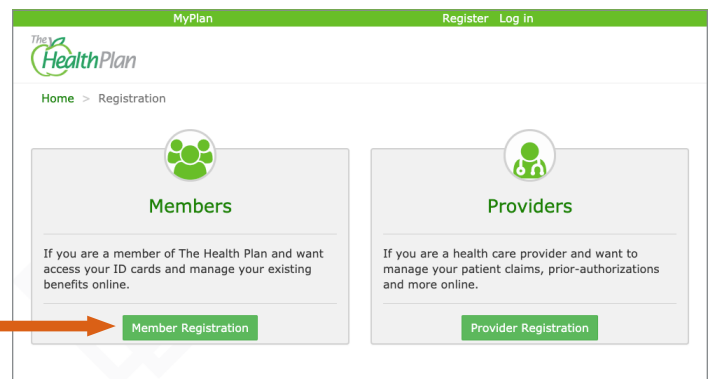 MyPlan Register Log in
The HealthPlan
Home > Registration
Members
If you are a member of The Health Plan and want
access your ID cards and manage your existing
benefits online.
Member Registration
Providers
If you are a health care provider and want to
manage your patient claims, prior-authorizations
and more online.
Provider Registration